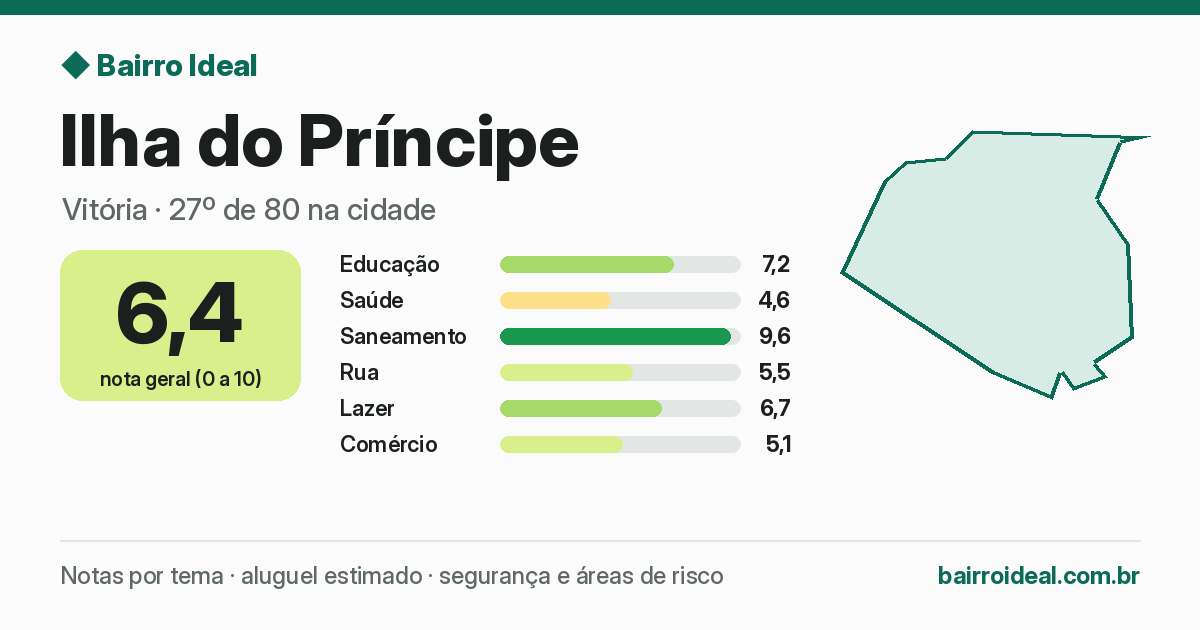 Bairro Ideal
Ilha do Príncipe
Vitória · 27º de 80 na cidade
6,4
nota geral (0 a 10)
Educação 7,2
Saúde 4,6
Saneamento 9,6
Rua 5,5
Lazer 6,7
Comércio 5,1
Notas por tema · aluguel estimado · segurança e áreas de risco
bairroideal.com.br